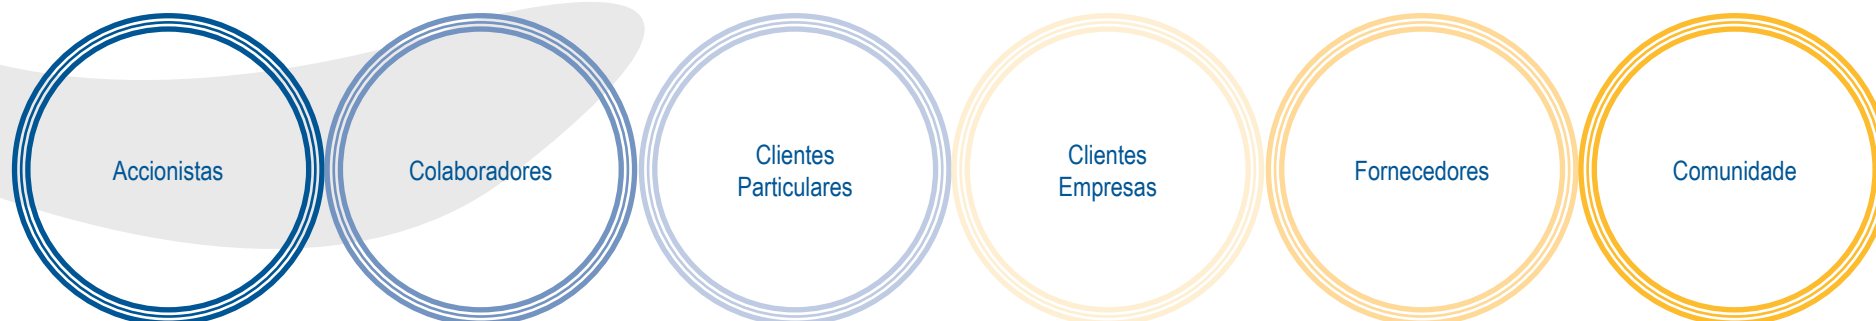 Accionistas
Colaboradores
Clientes
Particulares
Clientes
Empresas
Fornecedores
Comunidade